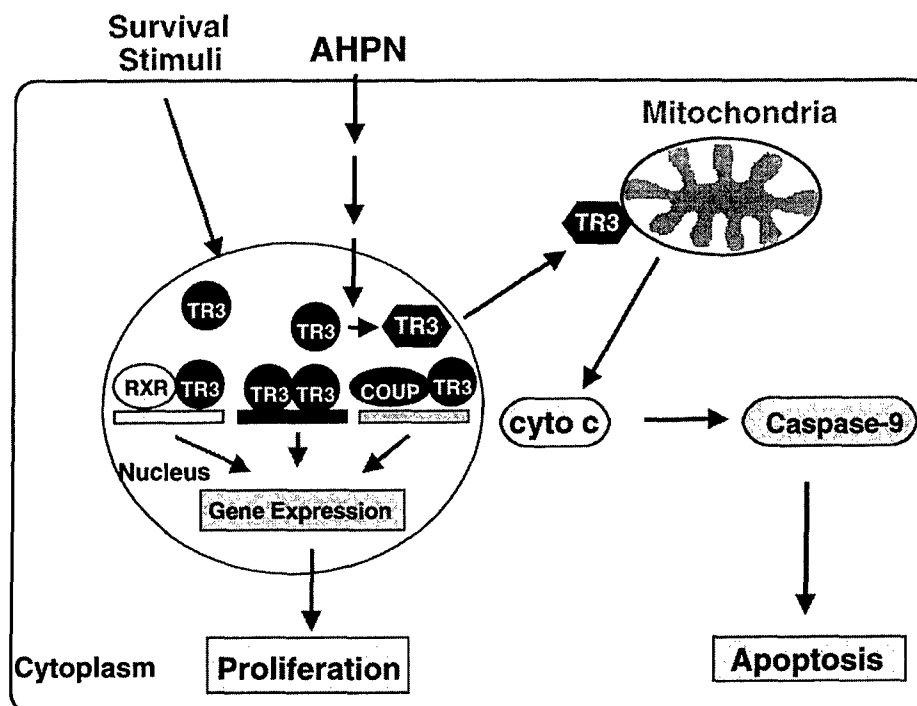 Survival
Stimuli
AHPN
Mitochondria
TR3
TR3
TR3
TR3
RXR
TR3
TR3
TR3
COUP
TR3
cyto c
Caspase-9
Nucleus
Gene Expression
Cytoplasm
Proliferation
Apoptosis